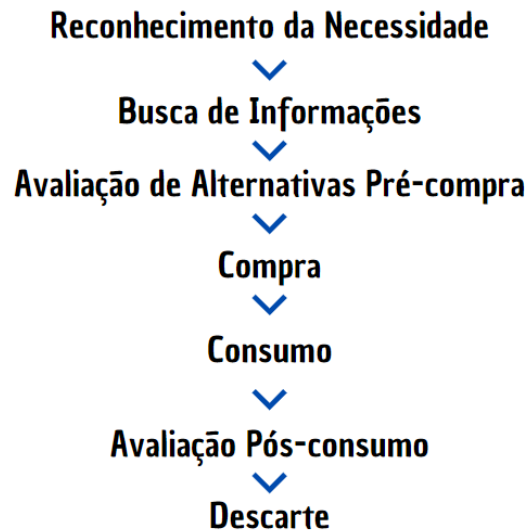 Reconhecimento da Necessidade
Busca de Informações
Avaliação de Alternativas Pré-compra
Compra
Consumo
Avaliação Pós-consumo
Descarte